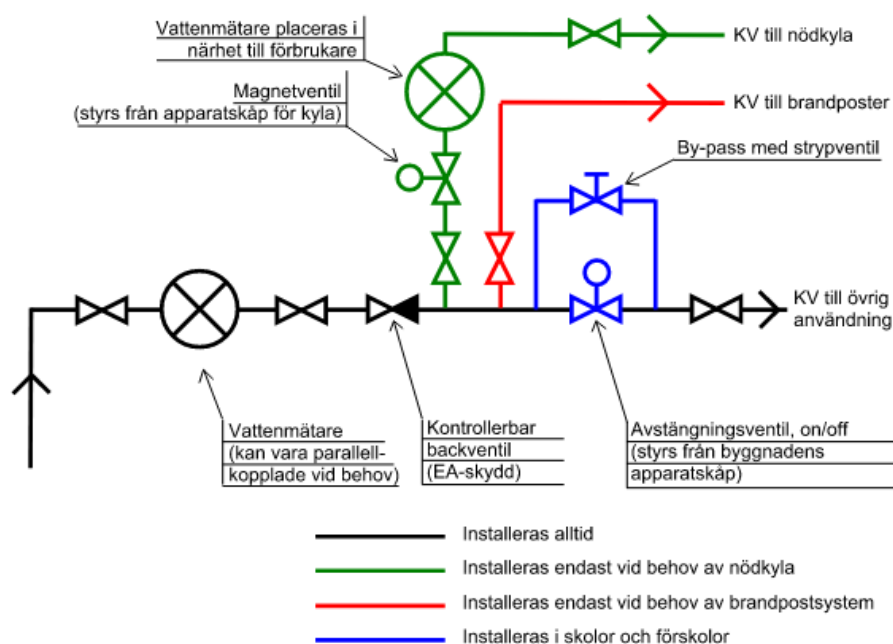 Vattenmätare placeras i
närhet till förbrukare
KV till nödkyla
Magnetventil
(styrs från apparatskåp för kyla)
KV till brandposter
By-pass med strypventil
KV till övrig
användning
Vattenmätare
(kan vara parallell-
kopplade vid behov)
Kontrollerbar
backventil
(EA-skydd)
Avstängningsventil, on/off
(styrs från byggnadens
apparatskåp)
Installeras alltid
Installeras endast vid behov av nödkyla
Installeras endast vid behov av brandpostsystem
Installeras i skolor och förskolor